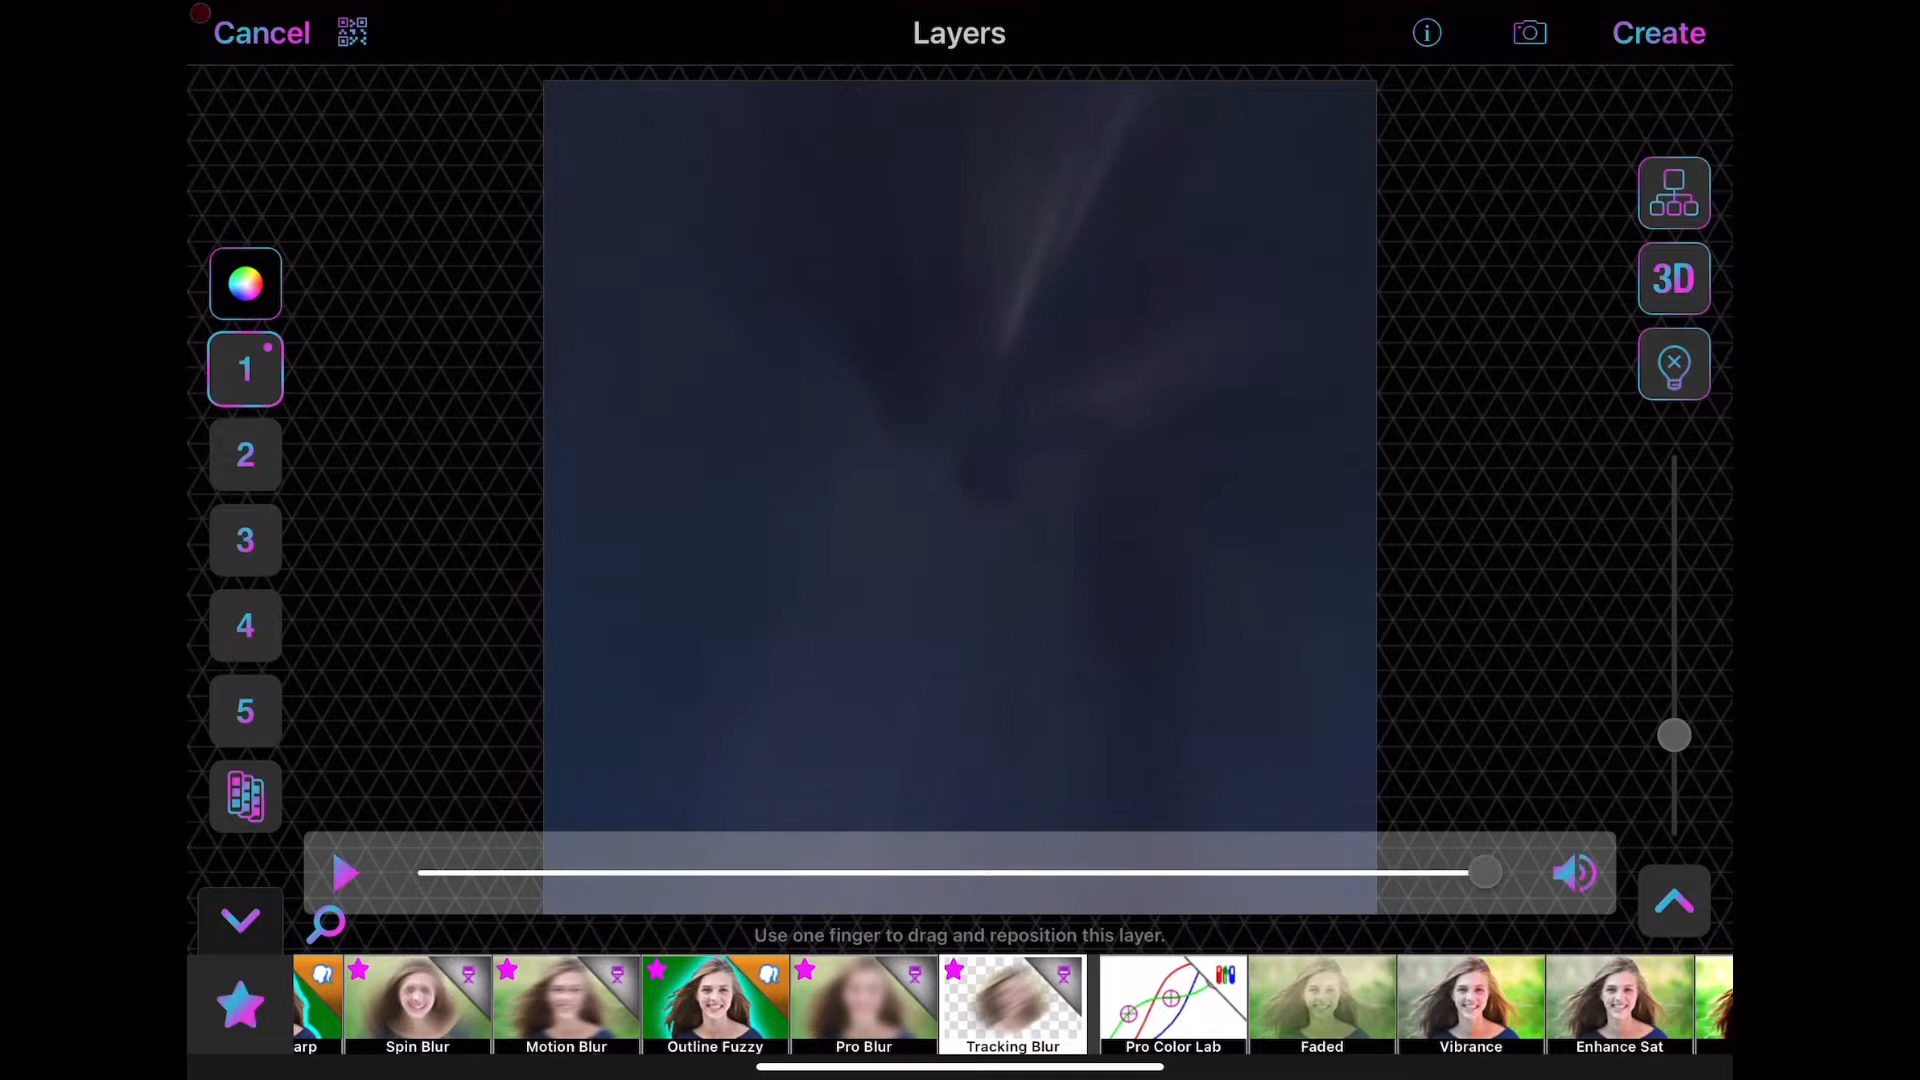 Cancel
Layers
Create
3D
1
2
3
4
5
Use one finger to drag and reposition this layer.
arp
Spin Blur
Motion Blur
Outline Fuzzy
Pro Blur
Tracking Blur
Pro Color Lab
Faded
Vibrance
Enhance Sat